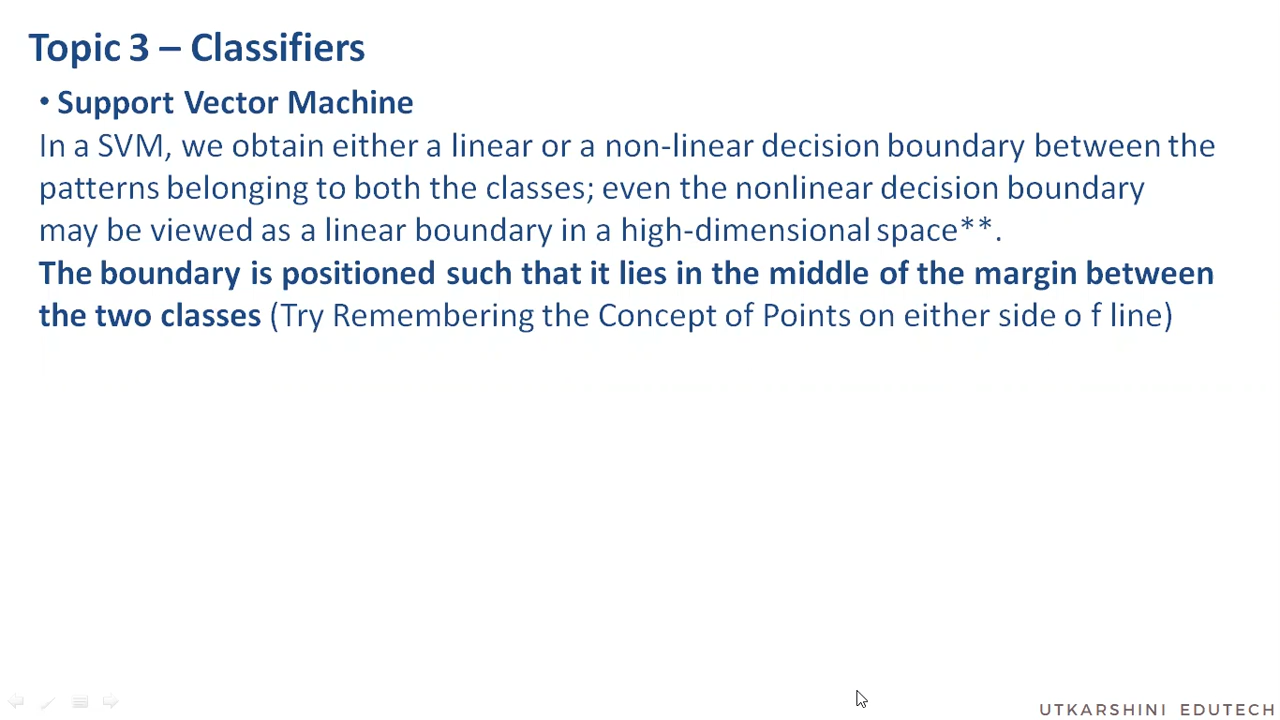 Topic 3 – Classifiers
• Support Vector Machine
In a SVM, we obtain either a linear or a non-linear decision boundary between the
patterns belonging to both the classes; even the nonlinear decision boundary
may be viewed as a linear boundary in a high-dimensional space**.
The boundary is positioned such that it lies in the middle of the margin between
the two classes (Try Remembering the Concept of Points on either side o f line)
UTKARSHINI EDUTECH